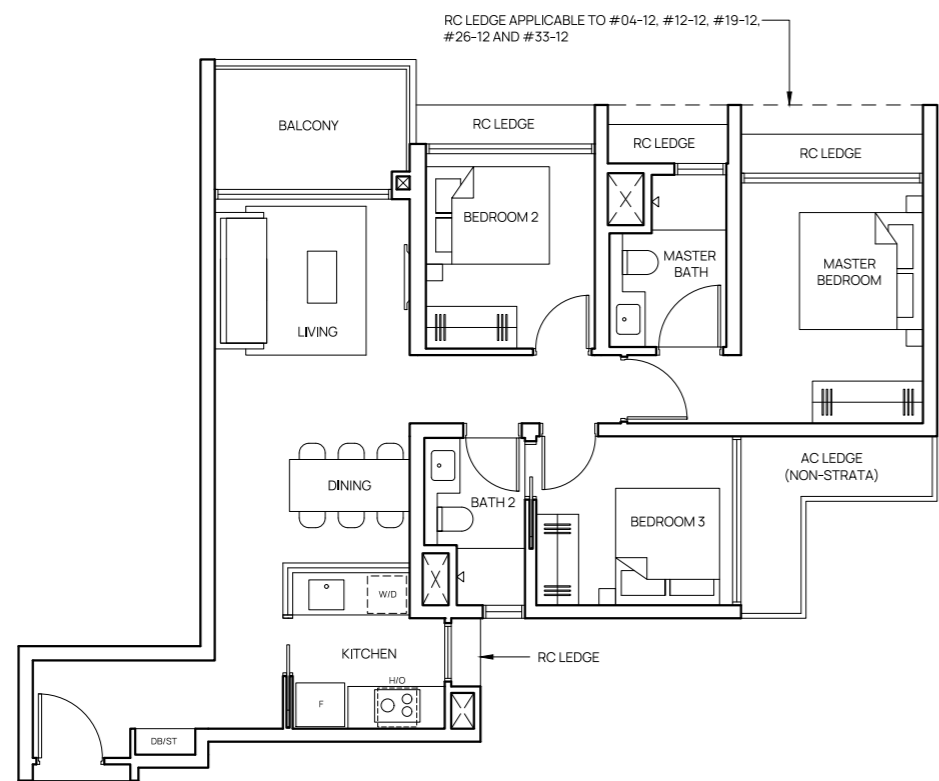 RC LEDGE APPLICABLE TO #04-12, #12-12, #19-12,
#26-12 AND #33-12
BALCONY
RC LEDGE
RC LEDGE
RC LEDGE
BEDROOM 2
MASTER
BATH
MASTER
BEDROOM
LIVING
DINING
BATH 2
BEDROOM 3
AC LEDGE
(NON-STRATA)
W/D
KITCHEN
RC LEDGE
H/O
F
DB/ST